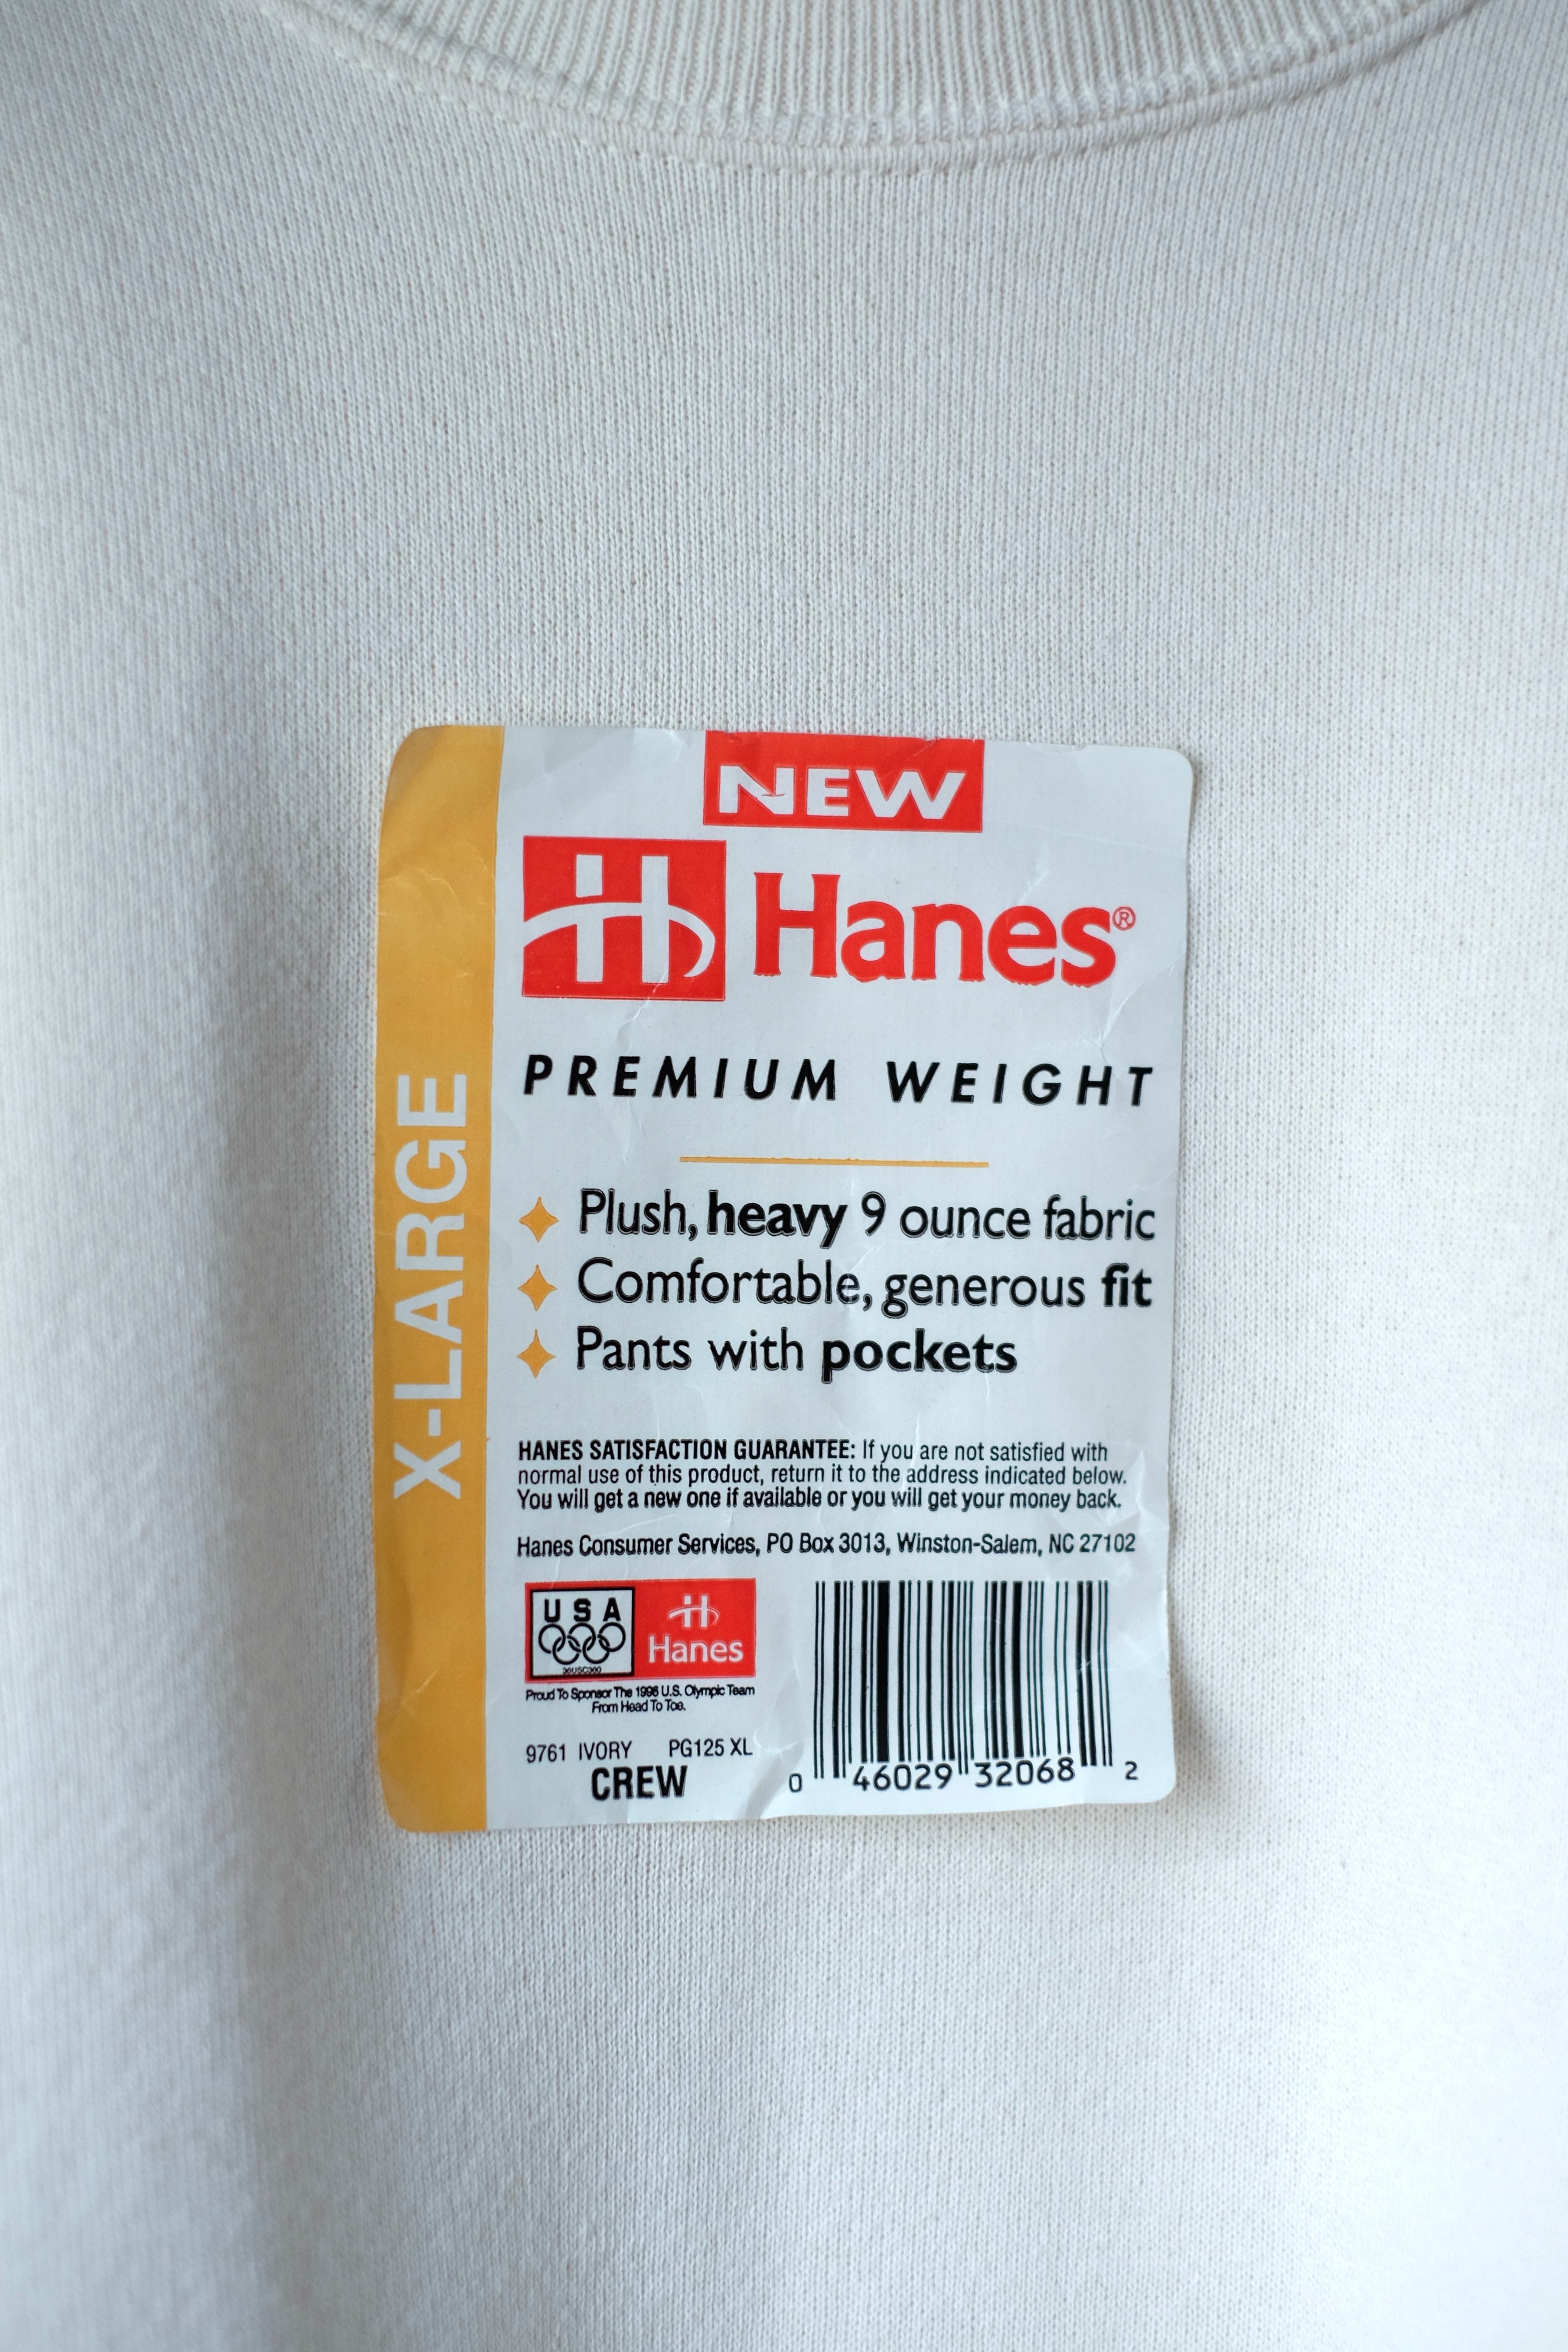 NEW
Hanes®
PREMIUM WEIGHT
X-LARGE
Plush, heavy 9 ounce fabric
Comfortable, generous fit
Pants with pockets
HANES SATISFACTION GUARANTEE: If you are not satisfied with
normal use of this product, return it to the address indicated below.
You will get a new one if available or you will get your money back.
Hanes Consumer Services, PO Box 3013, Winston-Salem, NC 27102
USA
36USC380
H
Hanes
Proud To Sponsor The 1996 U.S. Olympic Team
From Head To Toe.
9761 IVORY PG125 XL
CREW
0 46029 32068 2